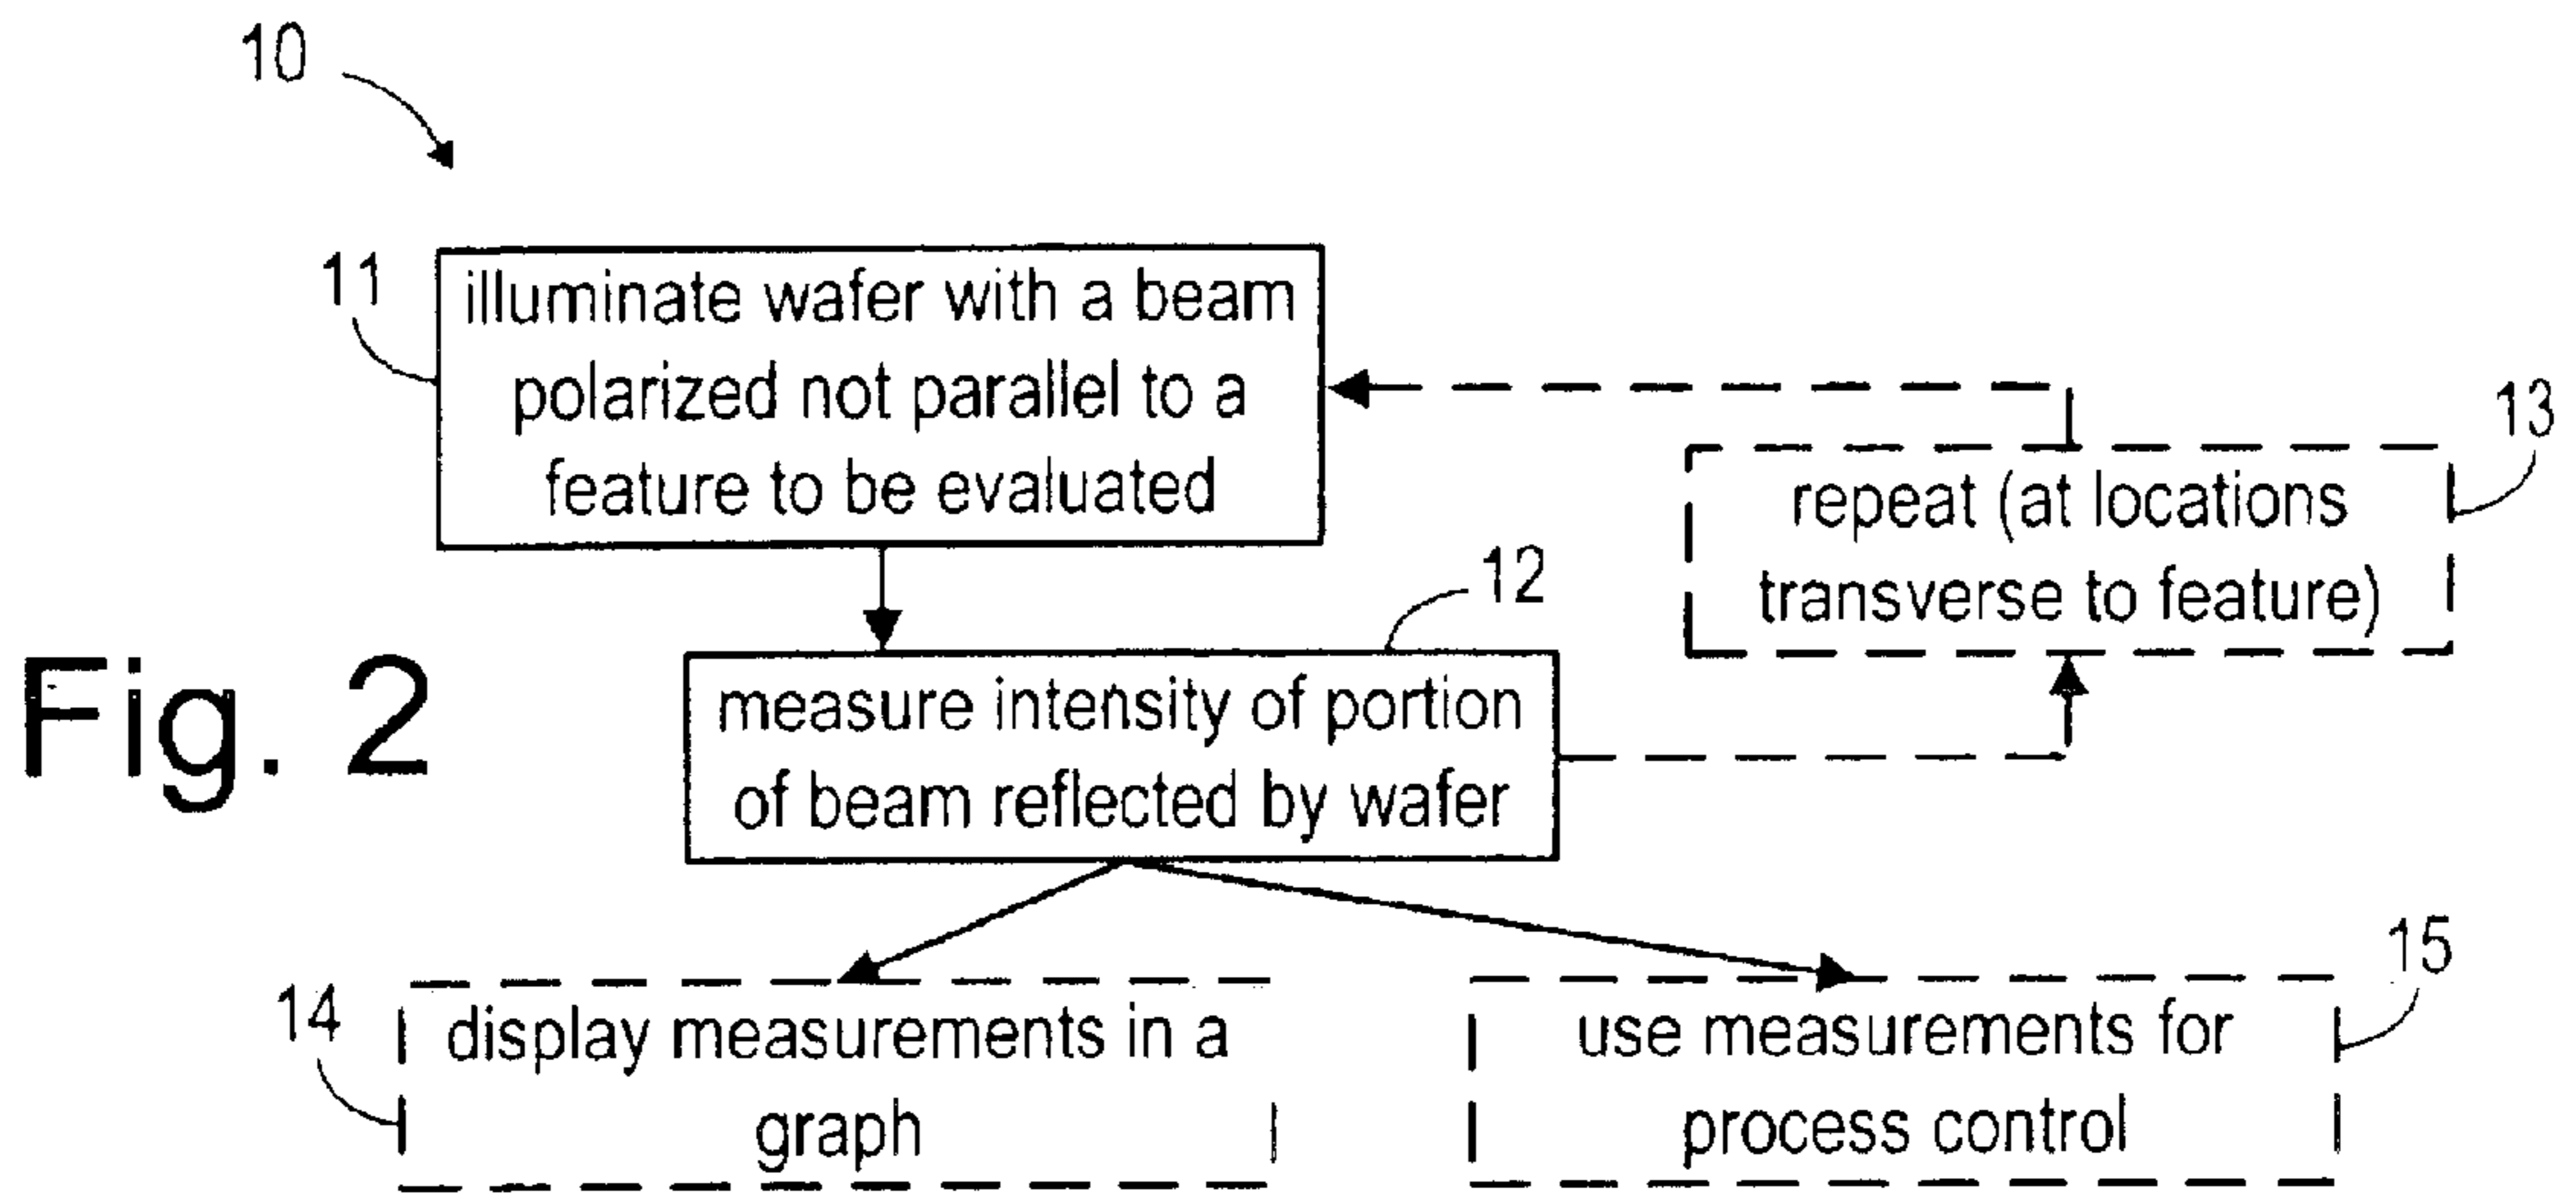 10
11
illuminate wafer with a beam
polarized not parallel to a
feature to be evaluated
13
repeat (at locations
transverse to feature)
12
measure intensity of portion
of beam reflected by wafer
Fig. 2
14
display measurements in a
graph
15
use measurements for
process control